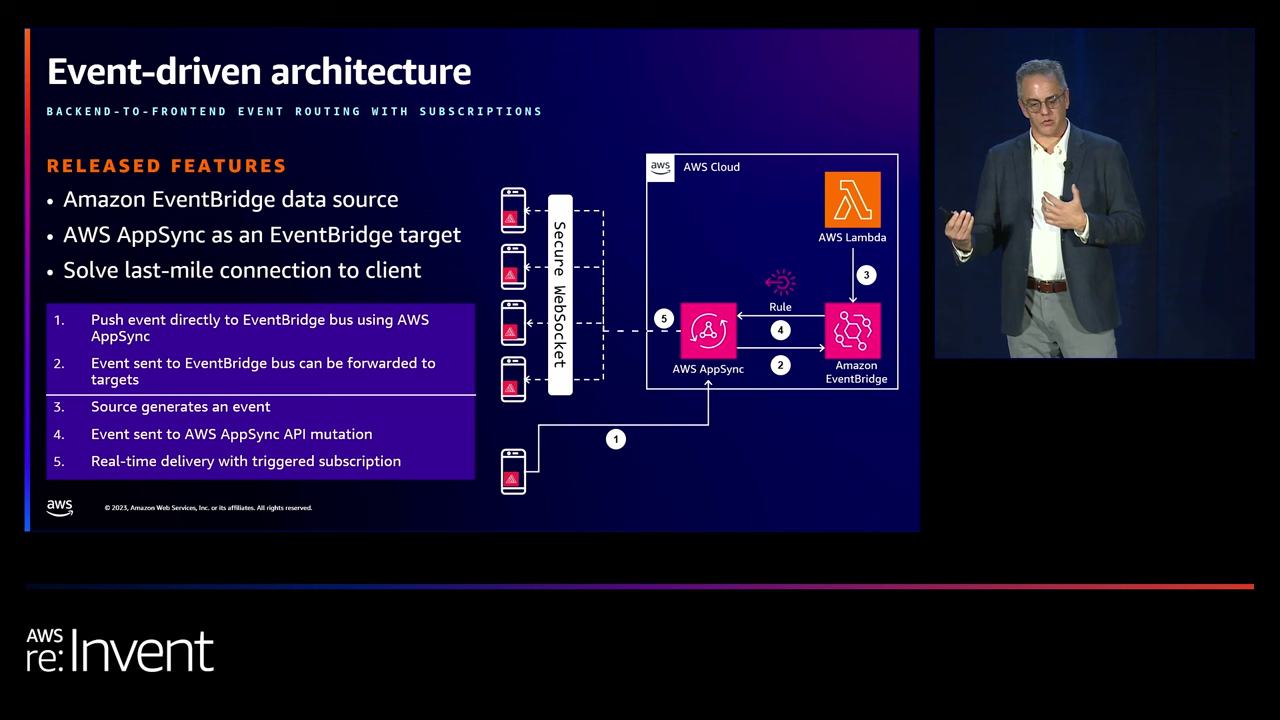 Event-driven architecture
BACKEND-TO-FRONTEND EVENT ROUTING WITH SUBSCRIPTIONS
RELEASED FEATURES
• Amazon EventBridge data source
• AWS AppSync as an EventBridge target
• Solve last-mile connection to client
1. Push event directly to EventBridge bus using AWS
AppSync
2. Event sent to EventBridge bus can be forwarded to
targets
3. Source generates an event
4. Event sent to AWS AppSync API mutation
5. Real-time delivery with triggered subscription
aws
© 2023, Amazon Web Services, Inc. or its affiliates. All rights reserved.
Secure WebSocket
aws
AWS Cloud
AWS Lambda
3
Rule
5
4
2
AWS AppSync
Amazon
EventBridge
1
AWS
re:Invent